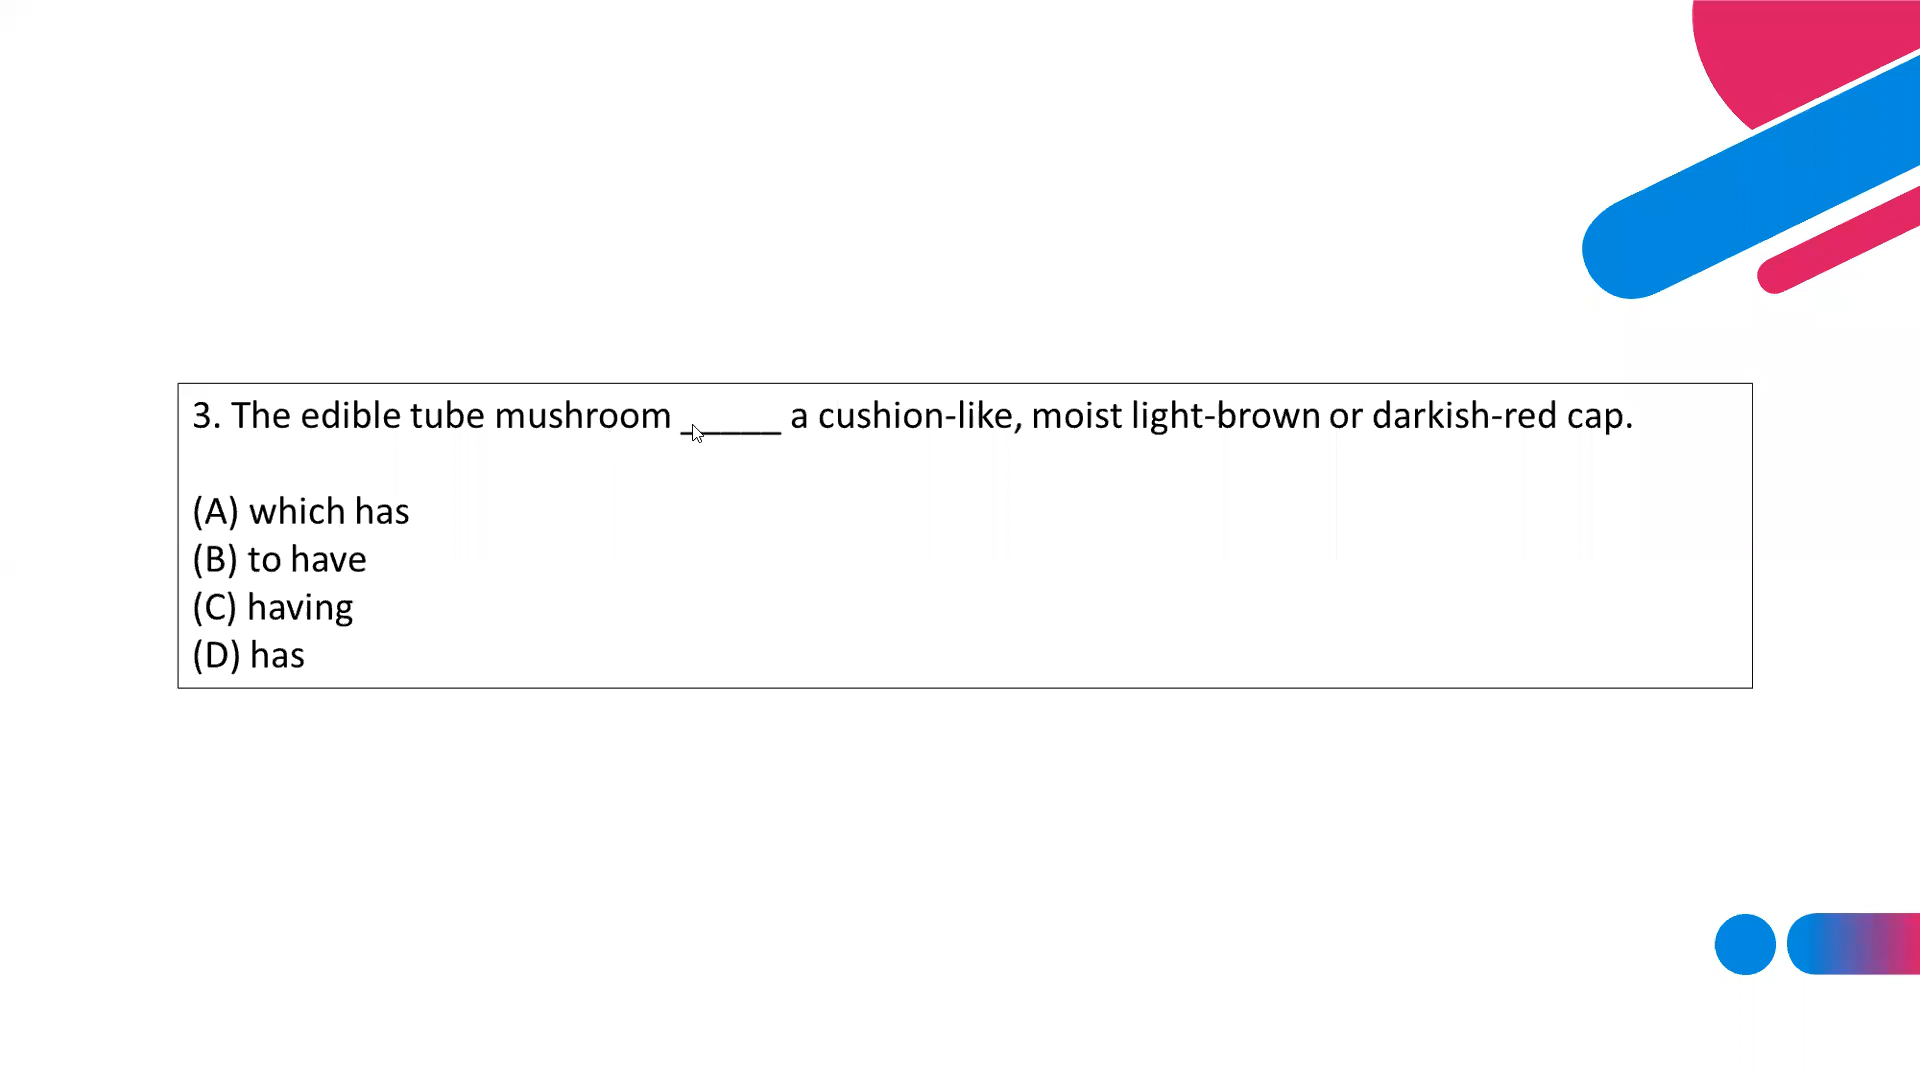 3. The edible tube mushroom _____ a cushion-like, moist light-brown or darkish-red cap.
(A) which has
(B) to have
(C) having
(D) has